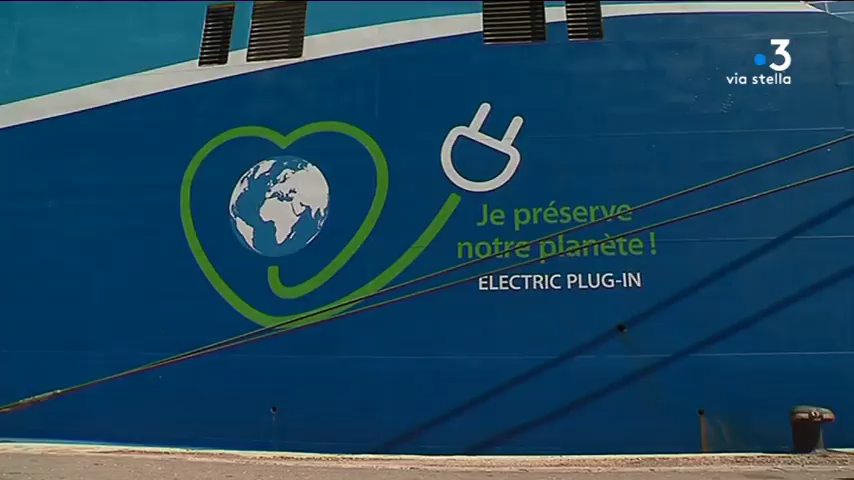 3
via stella
Je préserve
notre planète !
ELECTRIC PLUG-IN